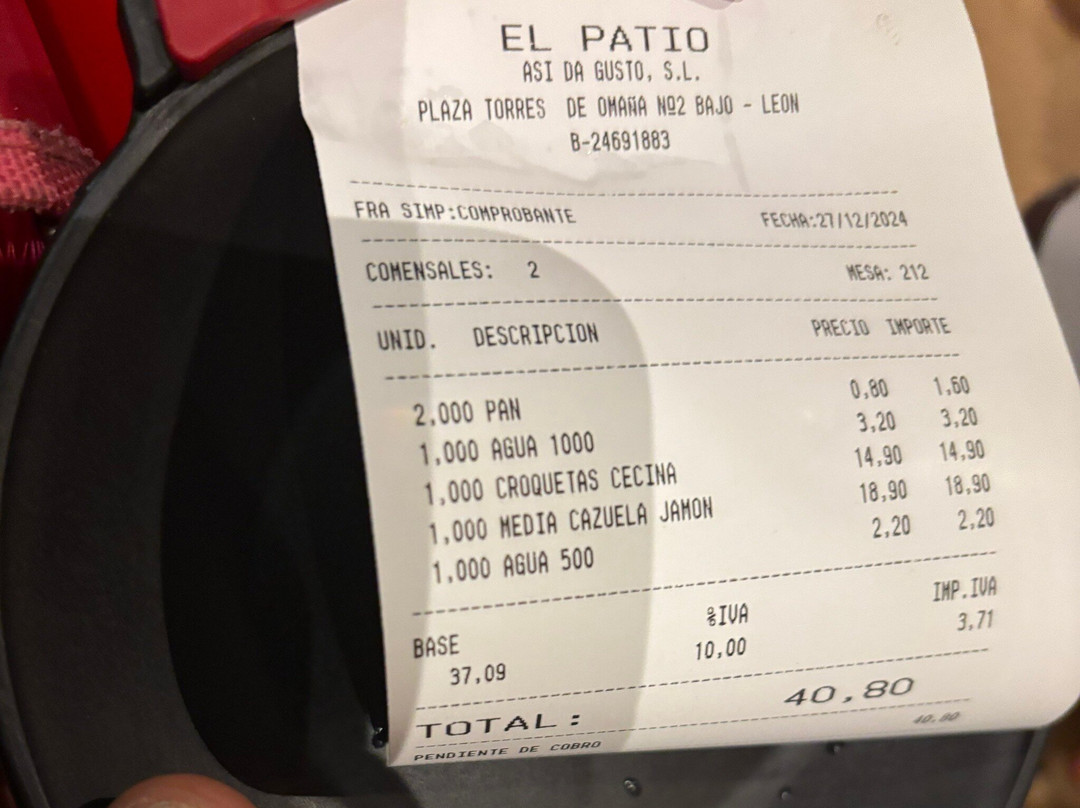 EL PATIO
ASI DA GUSTO, S.L.
PLAZA TORRES DE OMAÑA Nº2 BAJO - LEON
B-24691883
FRA SIMP:COMPROBANTE FECHA:27/12/2024
COMENSALES: 2 MESA: 212
UNID. DESCRIPCION PRECIO IMPORTE
2,000 PAN 0,80 1,60
1,000 AGUA 1000 3,20 3,20
1,000 CROQUETAS CECINA 14,90 14,90
1,000 MEDIA CAZUELA JAMON 18,90 18,90
1,000 AGUA 500 2,20 2,20
BASE %IVA IMP.IVA
37,09 10,00 3,71
TOTAL: 40,80
PENDIENTE DE COBRO 40,80